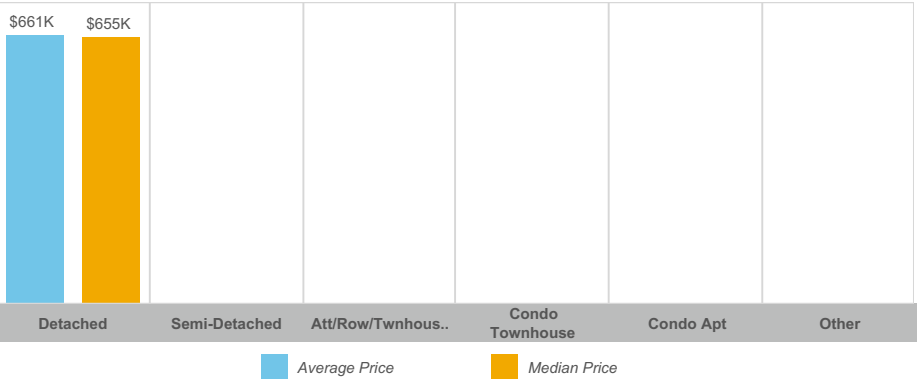 $661K
$655K
Detached
Semi-Detached
Att/Row/Twnhous..
Condo
Townhouse
Condo Apt
Other
Average Price
Median Price